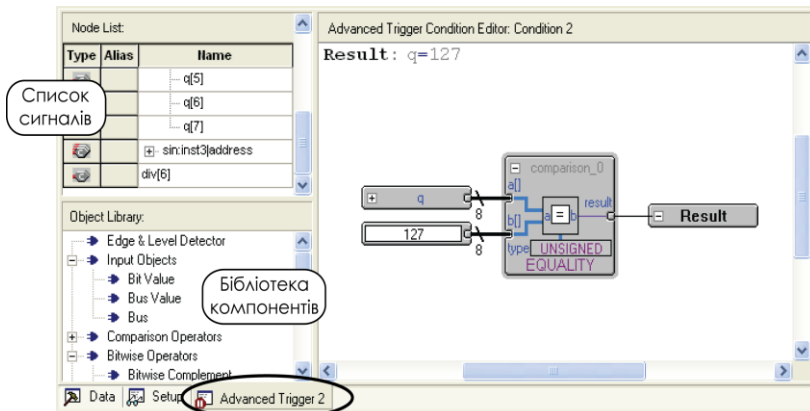 Node List:
Type Alias Name
q[5]
q[6]
q[7]
sin:inst3|address
div[6]
Список
сигналів
Object Library:
Edge & Level Detector
Input Objects
Bit Value
Bus Value
Bus
Comparison Operators
Bitwise Operators
Bitwise Complement
Бібліотека
компонентів
Data Setup Advanced Trigger 2
Advanced Trigger Condition Editor: Condition 2
Result: q=127
comparison_0
a[]
q
8
a = b
result
Result
b[]
127
8
type UNSIGNED
EQUALITY